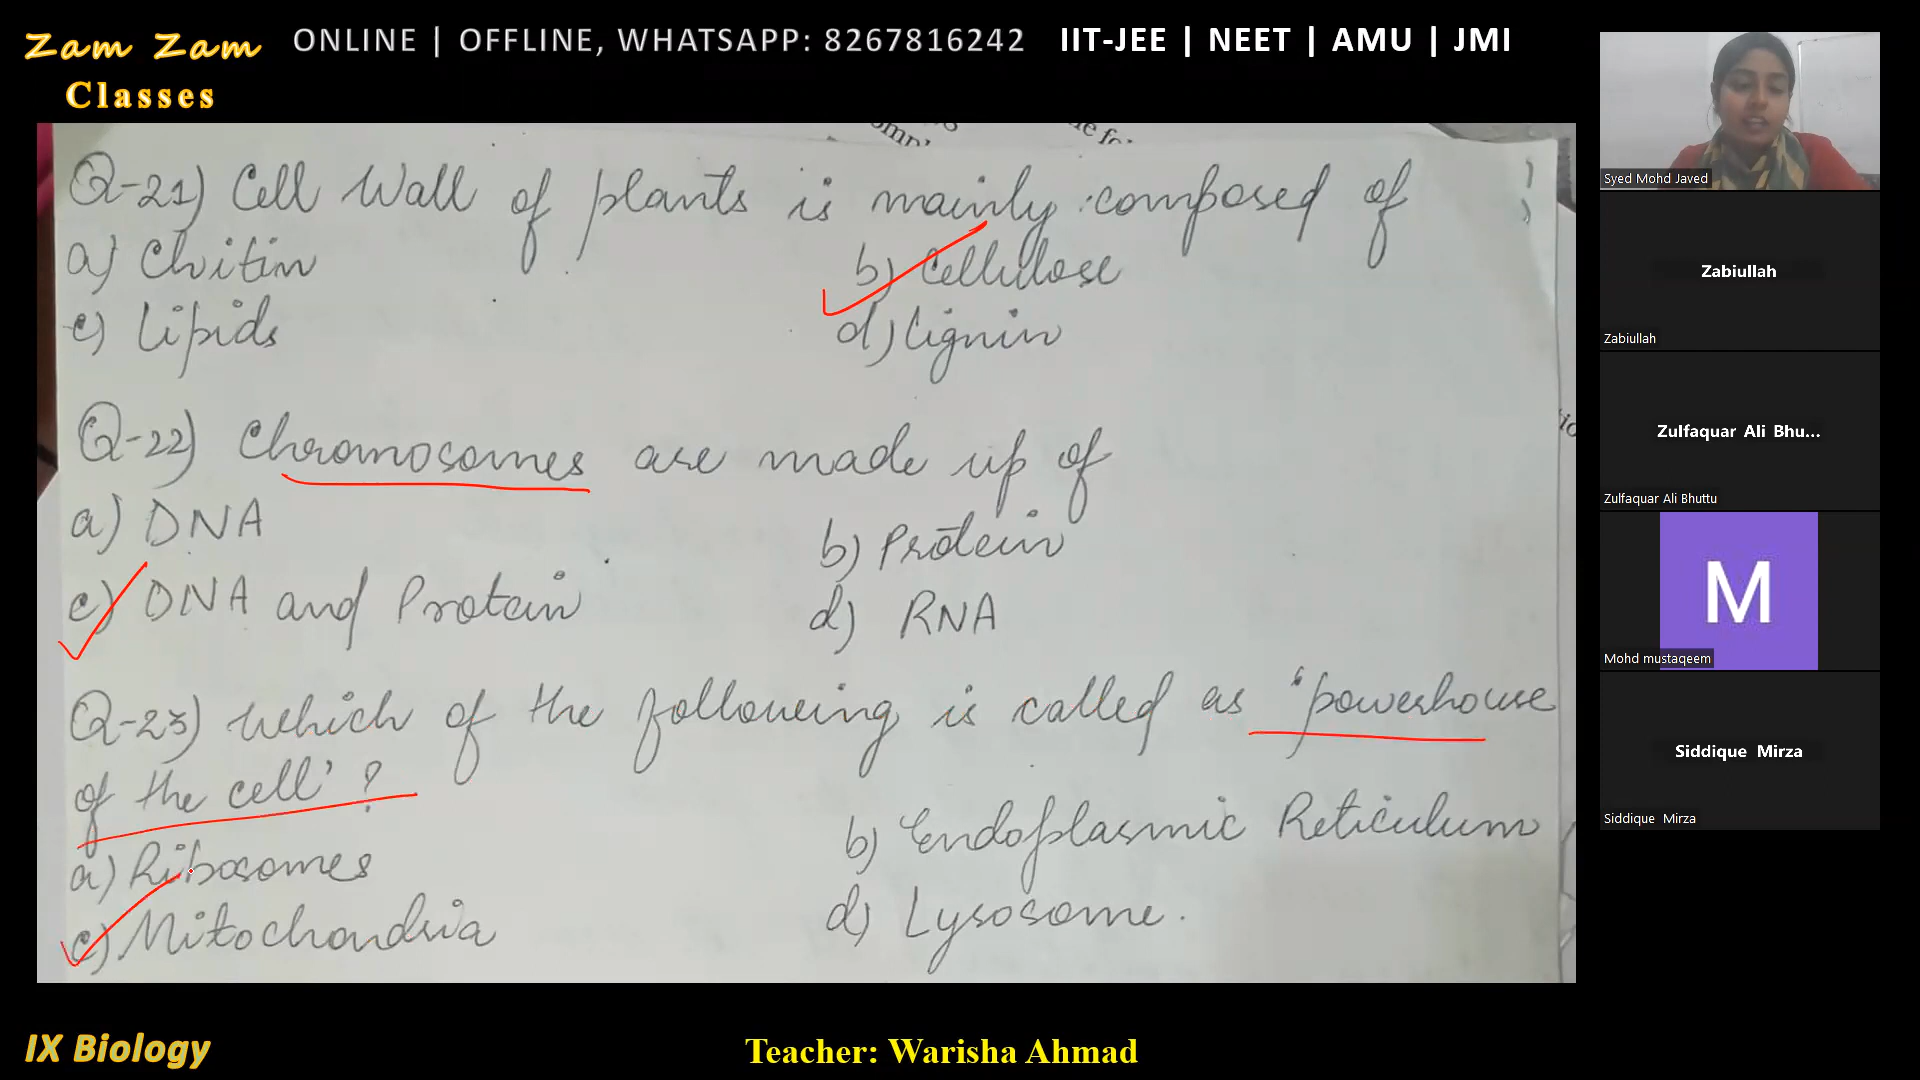 Zam Zam
Classes
ONLINE | OFFLINE, WHATSAPP: 8267816242 IIT-JEE | NEET | AMU | JMI
Q-21) Cell Wall of plants is mainly composed of
a) Chitin b) Cellulose
c) Lipids d) Lignin
Q-22) Chromosomes are made up of
a) DNA b) Protein
c) DNA and Protein d) RNA
Q-23) Which of the following is called as 'powerhouse
of the cell' ?
a) Ribosomes b) Endoplasmic Reticulum
c) Mitochondria d) Lysosome.
Syed Mohd Javed
Zabiullah
Zabiullah
Zulfaquar Ali Bhu...
Zulfaquar Ali Bhuttu
M
Mohd mustaqeem
Siddique Mirza
Siddique Mirza
IX Biology
Teacher: Warisha Ahmad